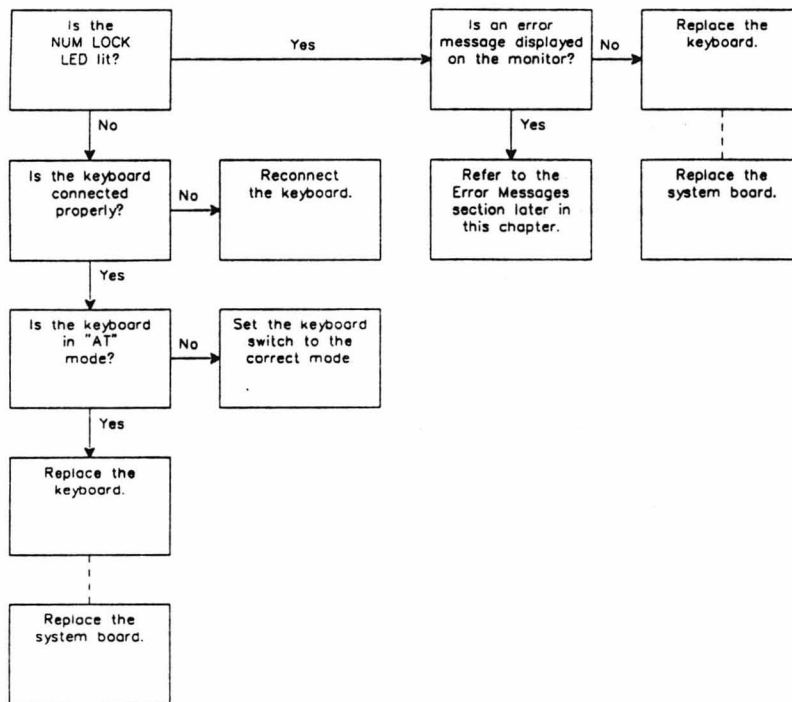 Is the
NUM LOCK
LED lit?
Yes
Is an error
message displayed
on the monitor?
No
Replace the
keyboard.
No
Yes
Is the keyboard
connected
properly?
No
Reconnect
the keyboard.
Refer to the
Error Messages
section later in
this chapter.
Replace the
system board.
Yes
Is the keyboard
in "AT"
mode?
No
Set the keyboard
switch to the
correct mode
Yes
Replace the
keyboard.
Replace the
system board.